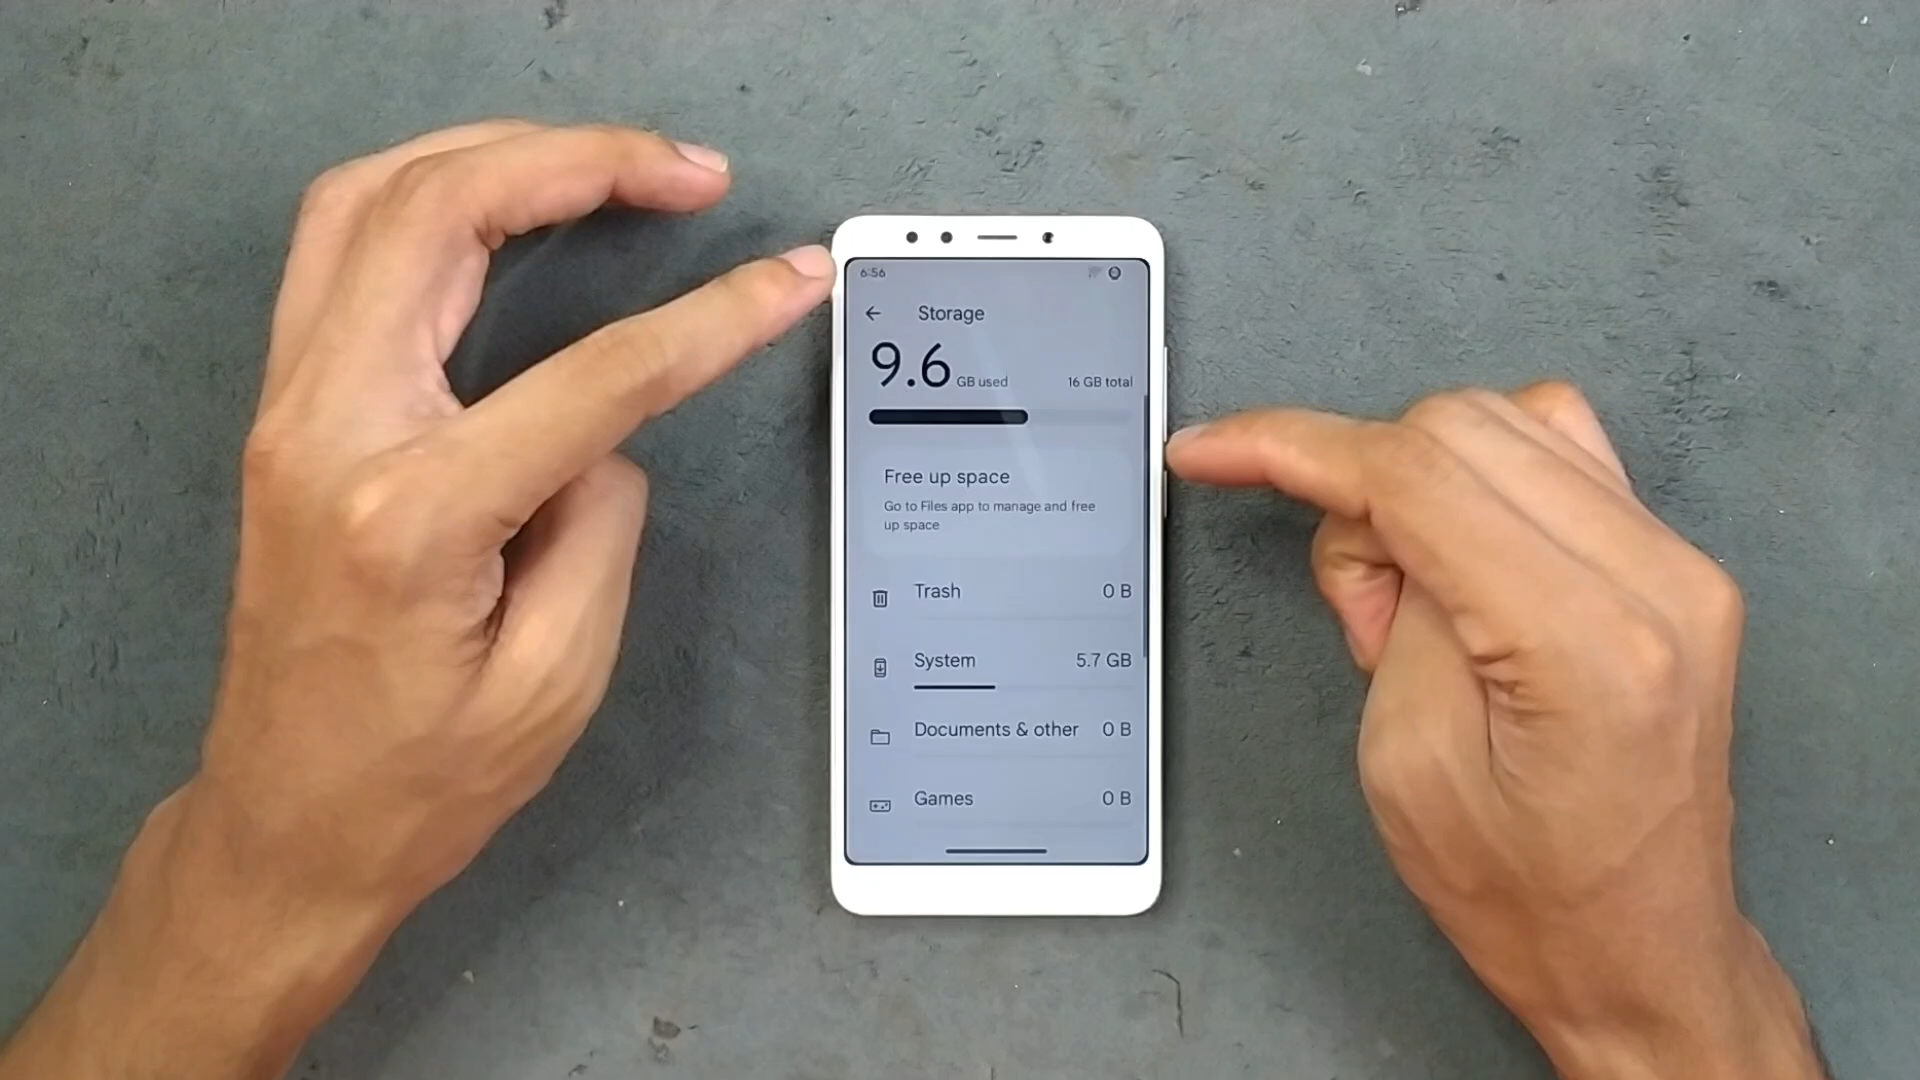 6:56
Storage
9.6 GB used 16 GB total
Free up space
Go to Files app to manage and free
up space
Trash 0 B
System 5.7 GB
Documents & other 0 B
Games 0 B